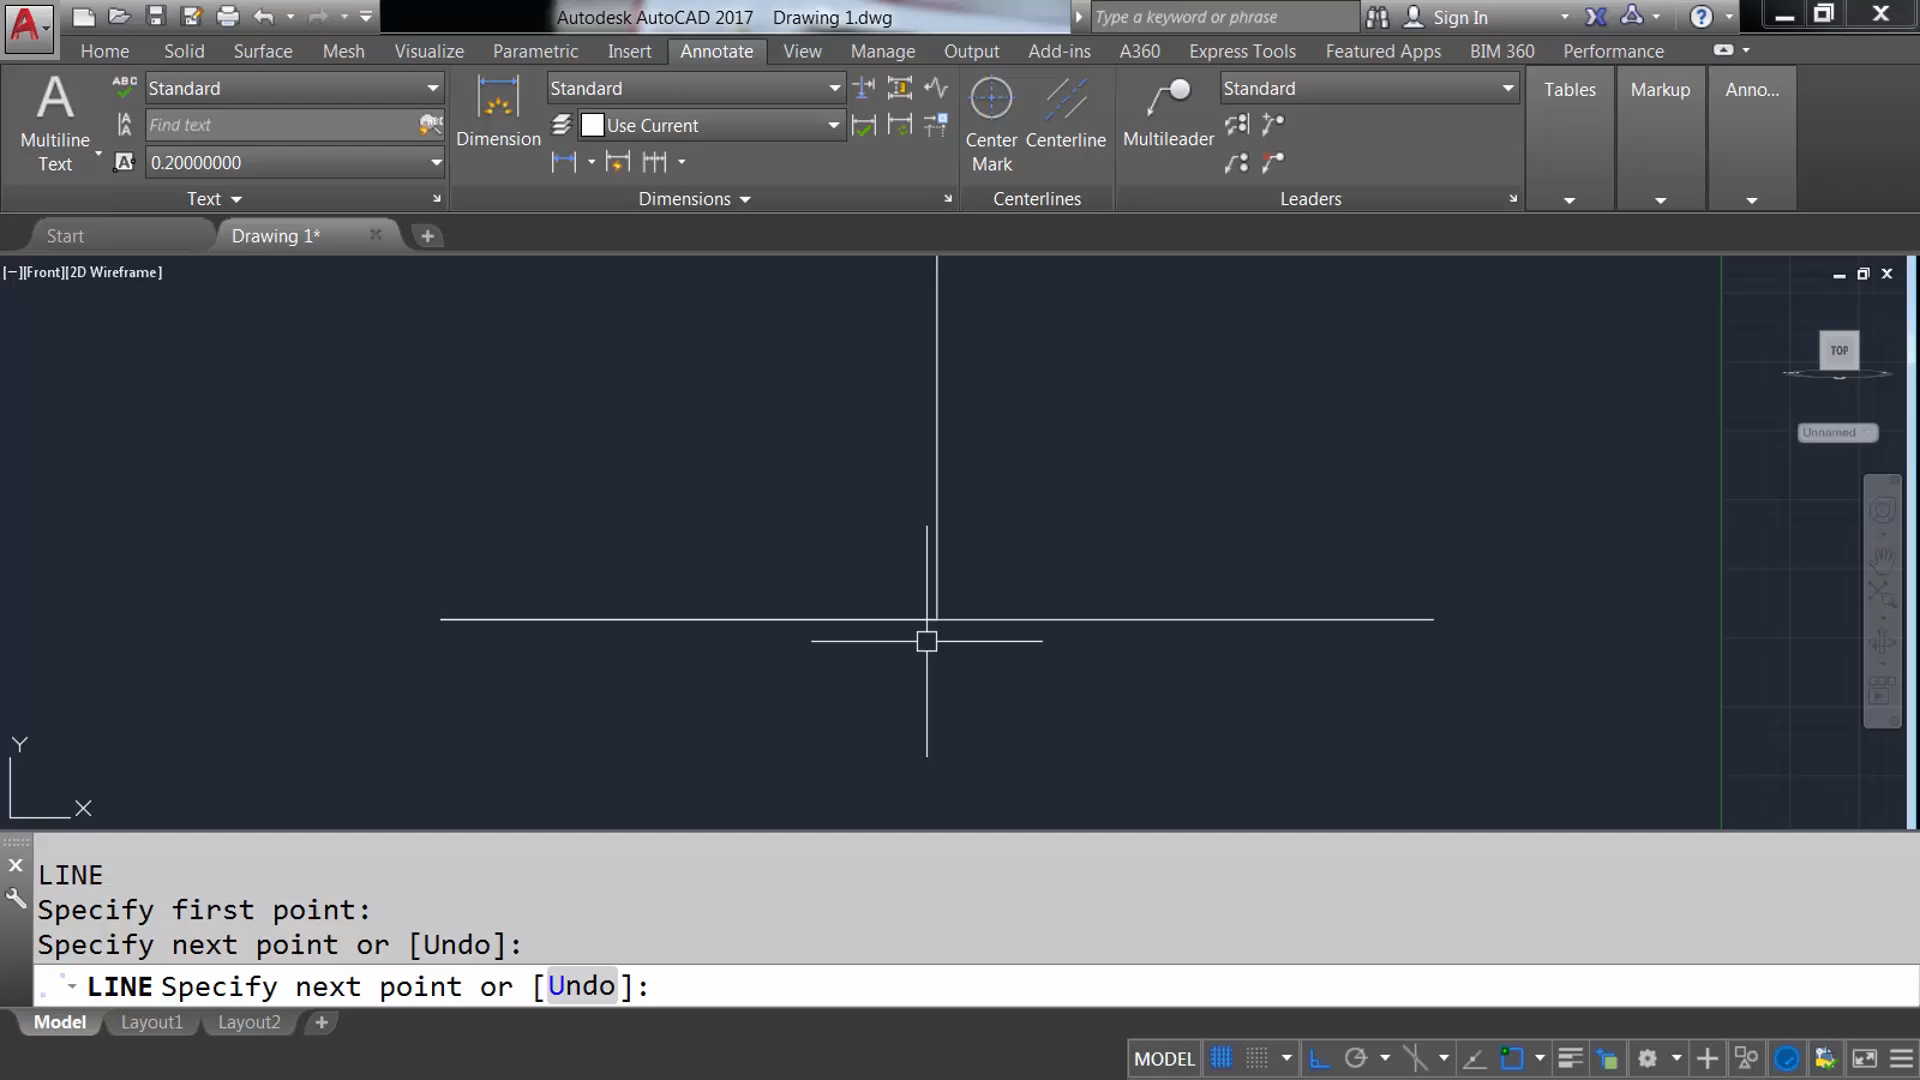 Autodesk AutoCAD 2017 Drawing 1.dwg
Type a keyword or phrase
Sign In
Home Solid Surface Mesh Visualize Parametric Insert Annotate View Manage Output Add-ins A360 Express Tools Featured Apps BIM 360 Performance
Multiline Text
ABC
Standard
Find text
0.20000000
Text
Dimension
Standard
Use Current
Dimensions
Center Mark
Centerline
Centerlines
Multileader
Standard
Leaders
Tables
Markup
Anno...
Start
Drawing 1*
[−][Front][2D Wireframe]
TOP
Unnamed
Y
X
LINE
Specify first point:
Specify next point or [Undo]:
LINE Specify next point or [Undo]:
Model Layout1 Layout2
MODEL